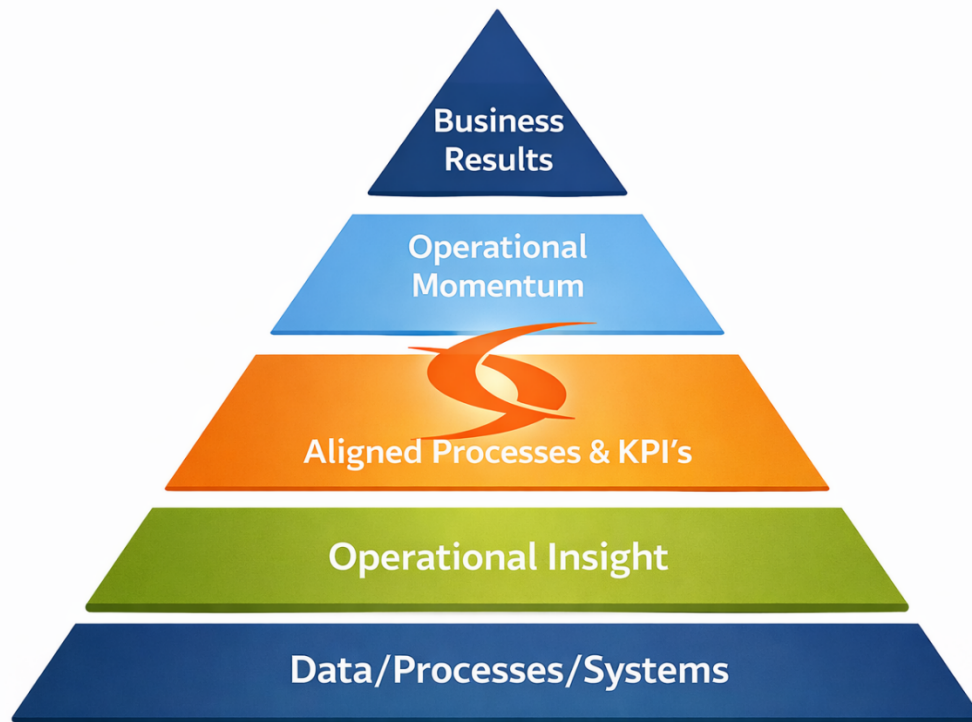 Business
Results
Operational
Momentum
Aligned Processes & KPI's
Operational Insight
Data/Processes/Systems